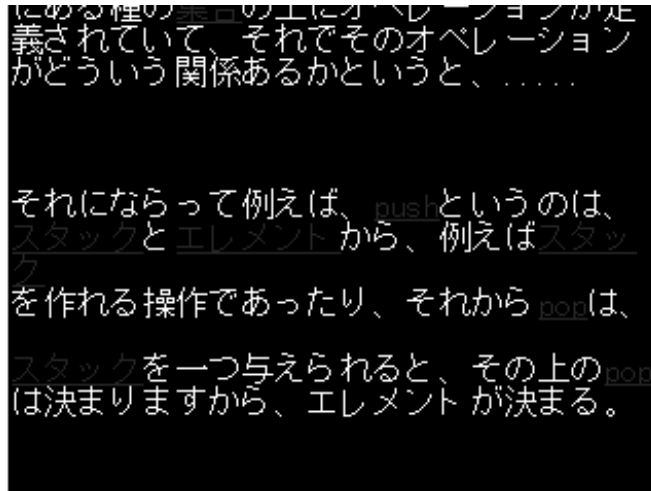 にある種の集合の上にオペレーションが定
義されていて、それでそのオペレーション
がどういう関係あるかというと、.....
それにならって例えば、pushというのは、
スタックとエレメントから、例えばスタッ
ク
を作れる操作であったり、それからpopは、
スタックを一つ与えられると、その上のpop
は決まりますから、エレメントが決まる。